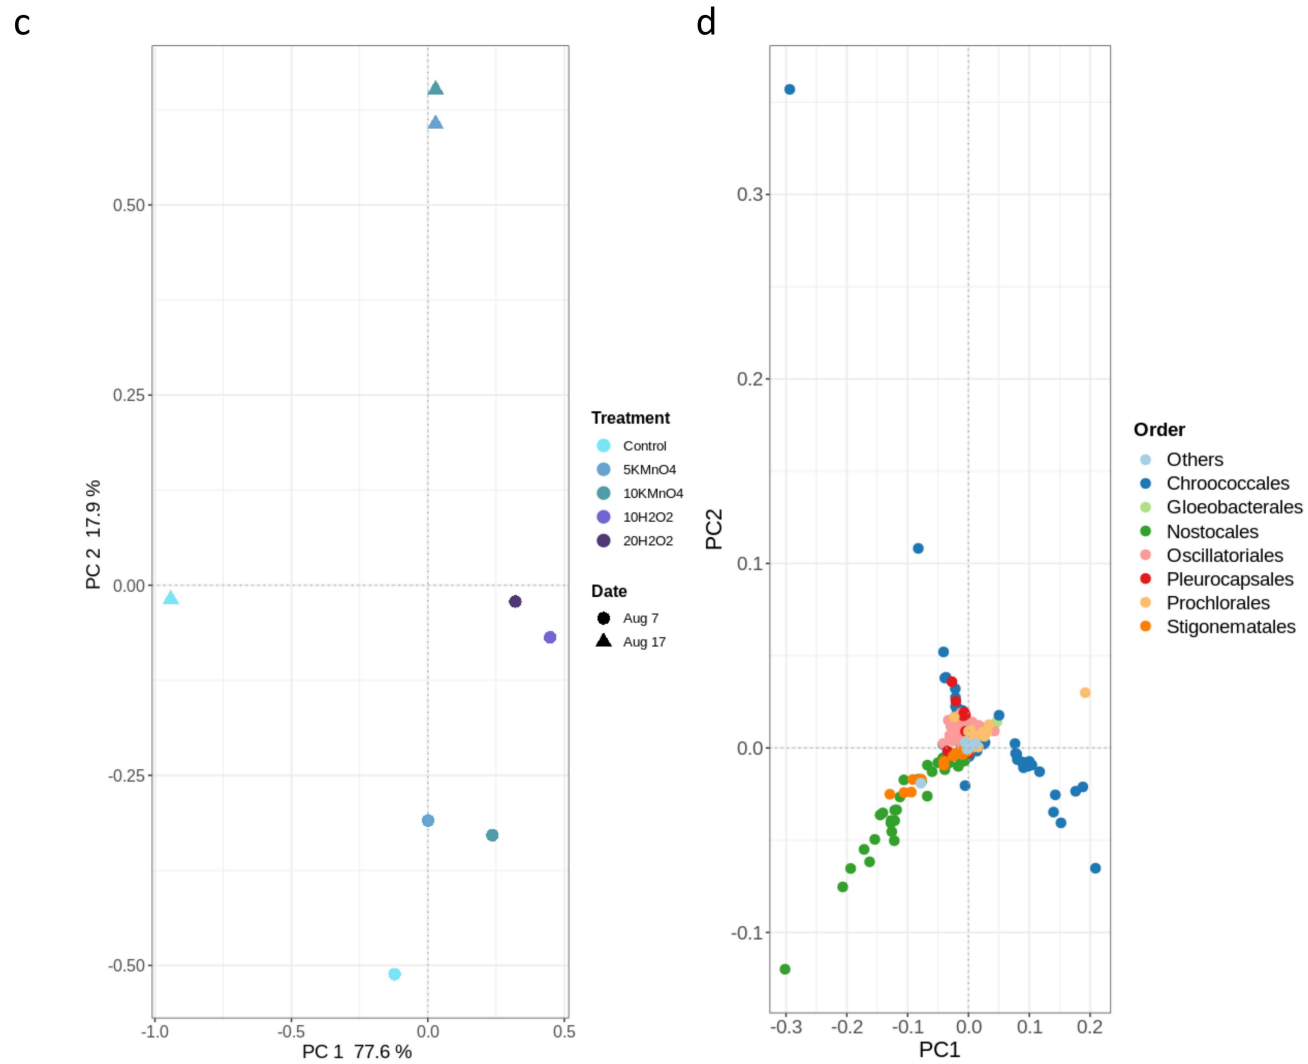 c
0.50
0.25
0.00
-0.25
-0.50
PC 2 17.9 %
-1.0 -0.5 0.0 0.5
PC 1 77.6 %
Treatment
Control
5KMnO4
10KMnO4
10H2O2
20H2O2
Date
Aug 7
Aug 17
d
0.3
0.2
0.1
0.0
-0.1
PC2
-0.3 -0.2 -0.1 0.0 0.1 0.2
PC1
Order
Others
Chroococcales
Gloeobacterales
Nostocales
Oscillatoriales
Pleurocapsales
Prochlorales
Stigonematales